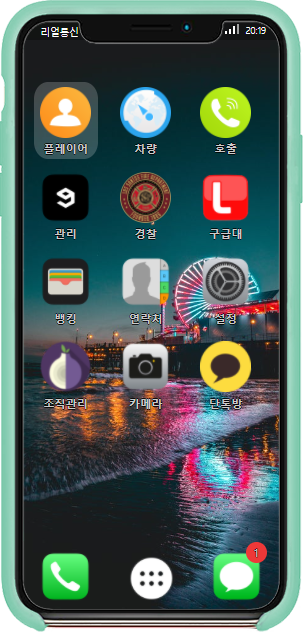 리얼통신 20:19
플레이어 차량 호출
관리 경찰 구급대
뱅킹 연락처 설정
조직관리 카메라 단톡방
1